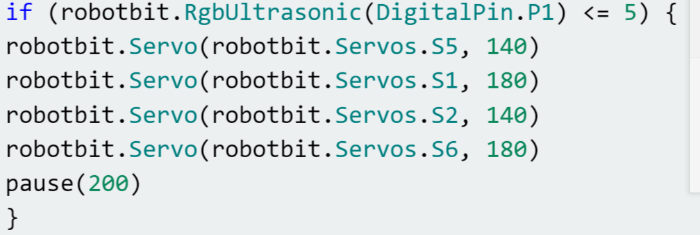 if (robotbit.RgbUltrasonic(DigitalPin.P1) <= 5) {
robotbit.Servo(robotbit.Servos.S5, 140)
robotbit.Servo(robotbit.Servos.S1, 180)
robotbit.Servo(robotbit.Servos.S2, 140)
robotbit.Servo(robotbit.Servos.S6, 180)
pause(200)
}